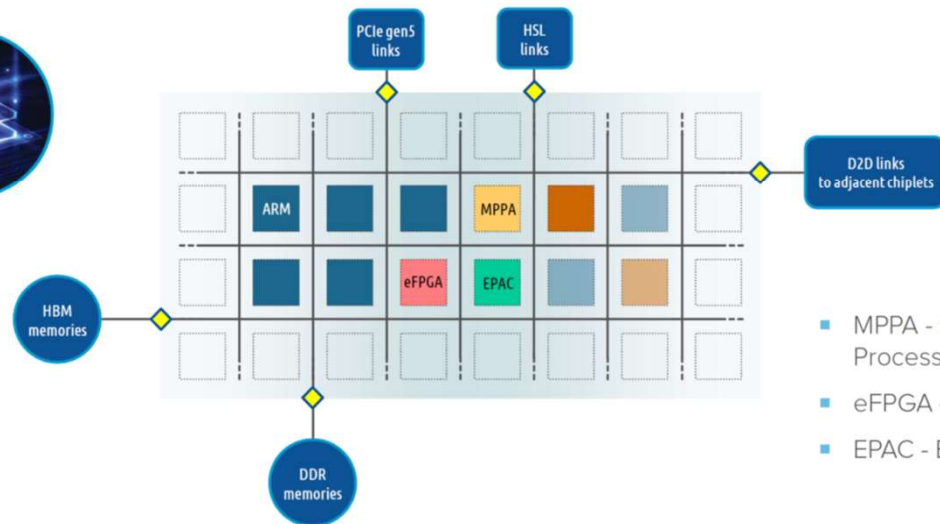 PCIe gen5
links
HSL
links
D2D links
to adjacent chiplets
ARM
MPPA
eFPGA
EPAC
HBM
memories
DDR
memories
MPPA -
Process
eFPGA
EPAC - E